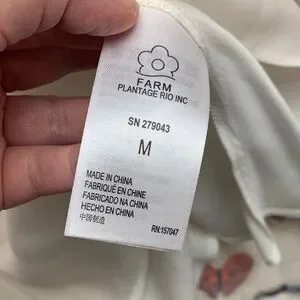 FARM
PLANTAGE RIO INC
SN 279043
M
MADE IN CHINA
FABRIQUÉ EN CHINE
FABRICADO NA CHINA
HECHO EN CHINA
中国制造
RN:157047